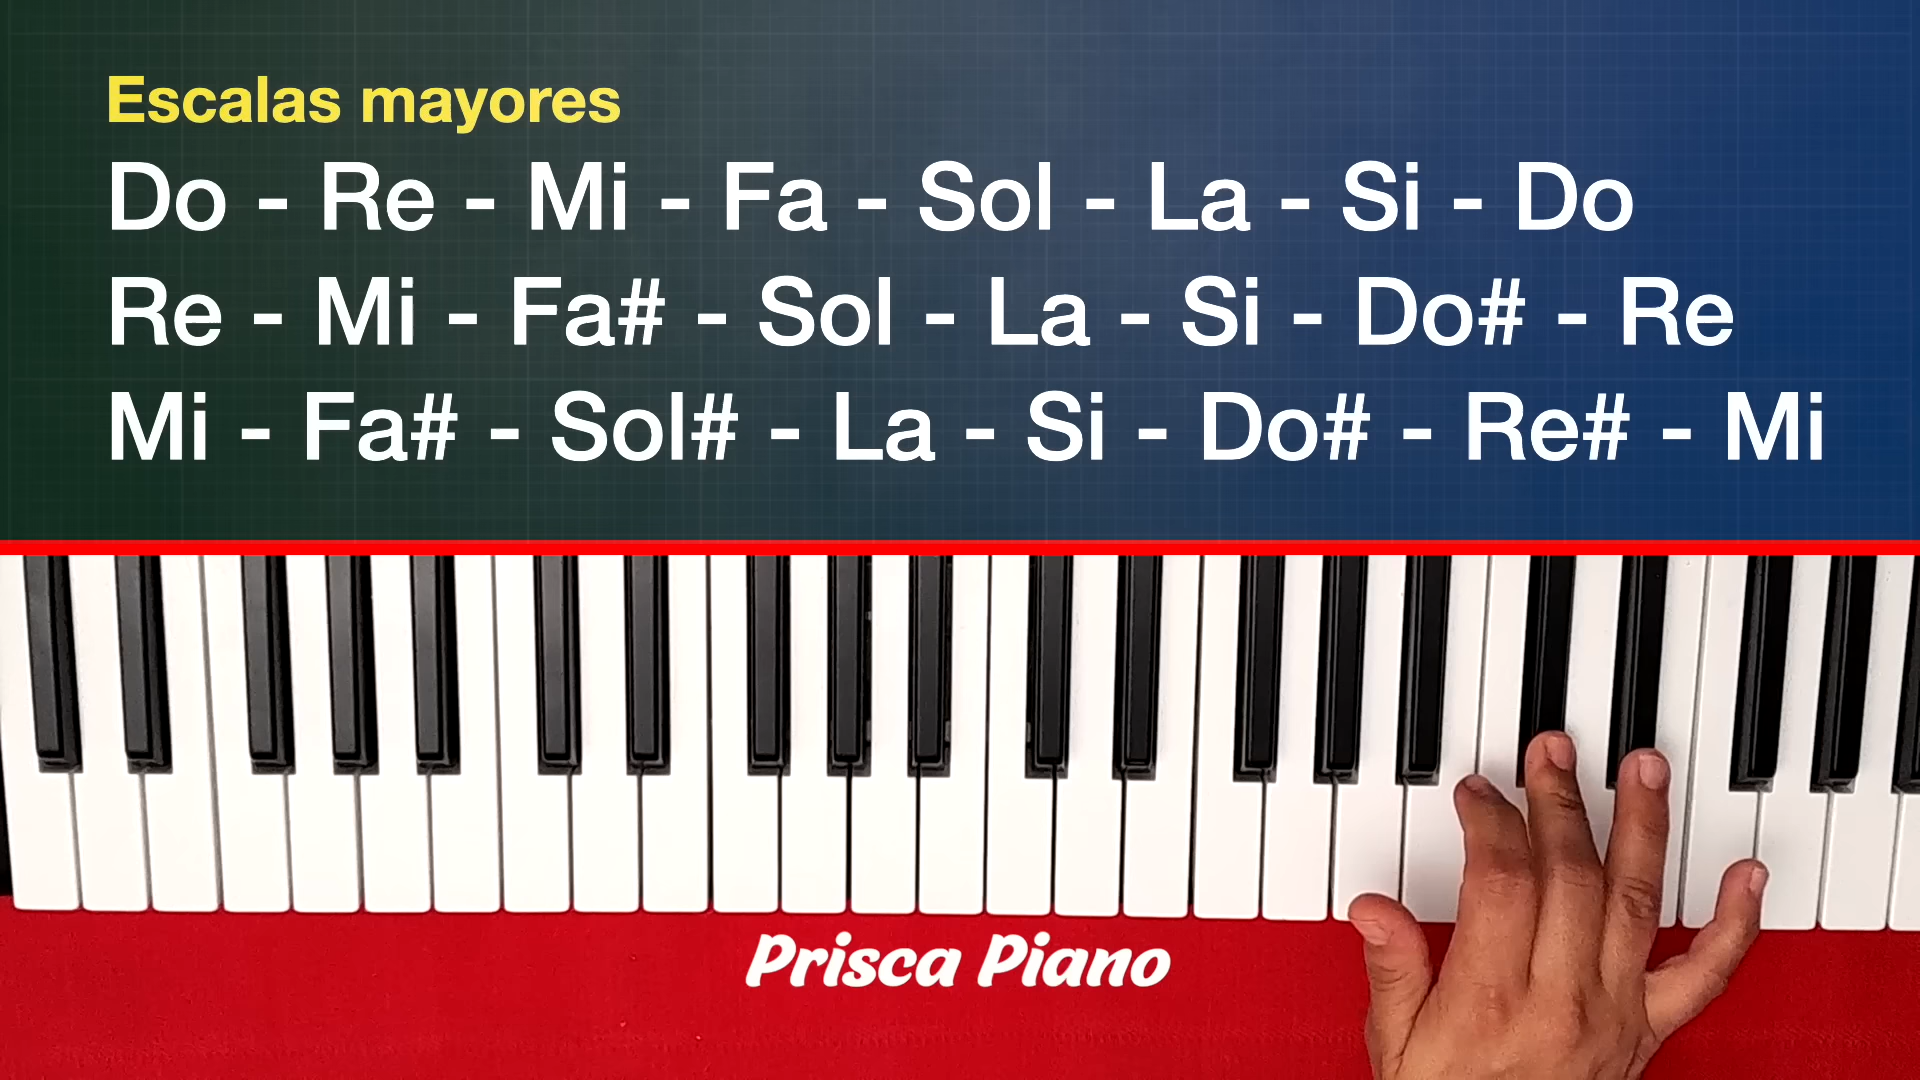 Escalas mayores
Do - Re - Mi - Fa - Sol - La - Si - Do
Re - Mi - Fa# - Sol - La - Si - Do# - Re
Mi - Fa# - Sol# - La - Si - Do# - Re# - Mi
Prisca Piano